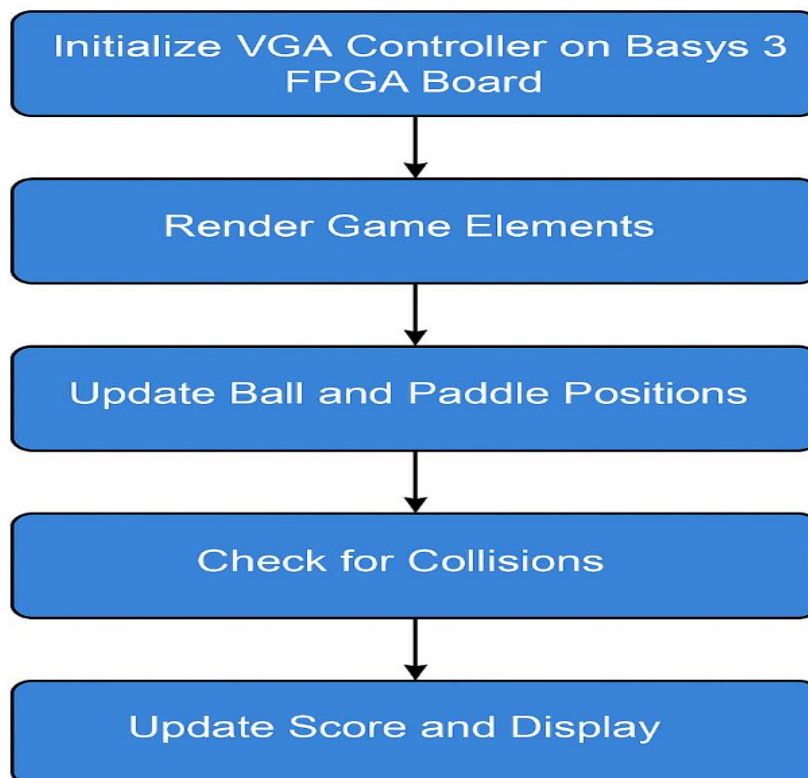 Initialize VGA Controller on Basys 3
FPGA Board
Render Game Elements
Update Ball and Paddle Positions
Check for Collisions
Update Score and Display